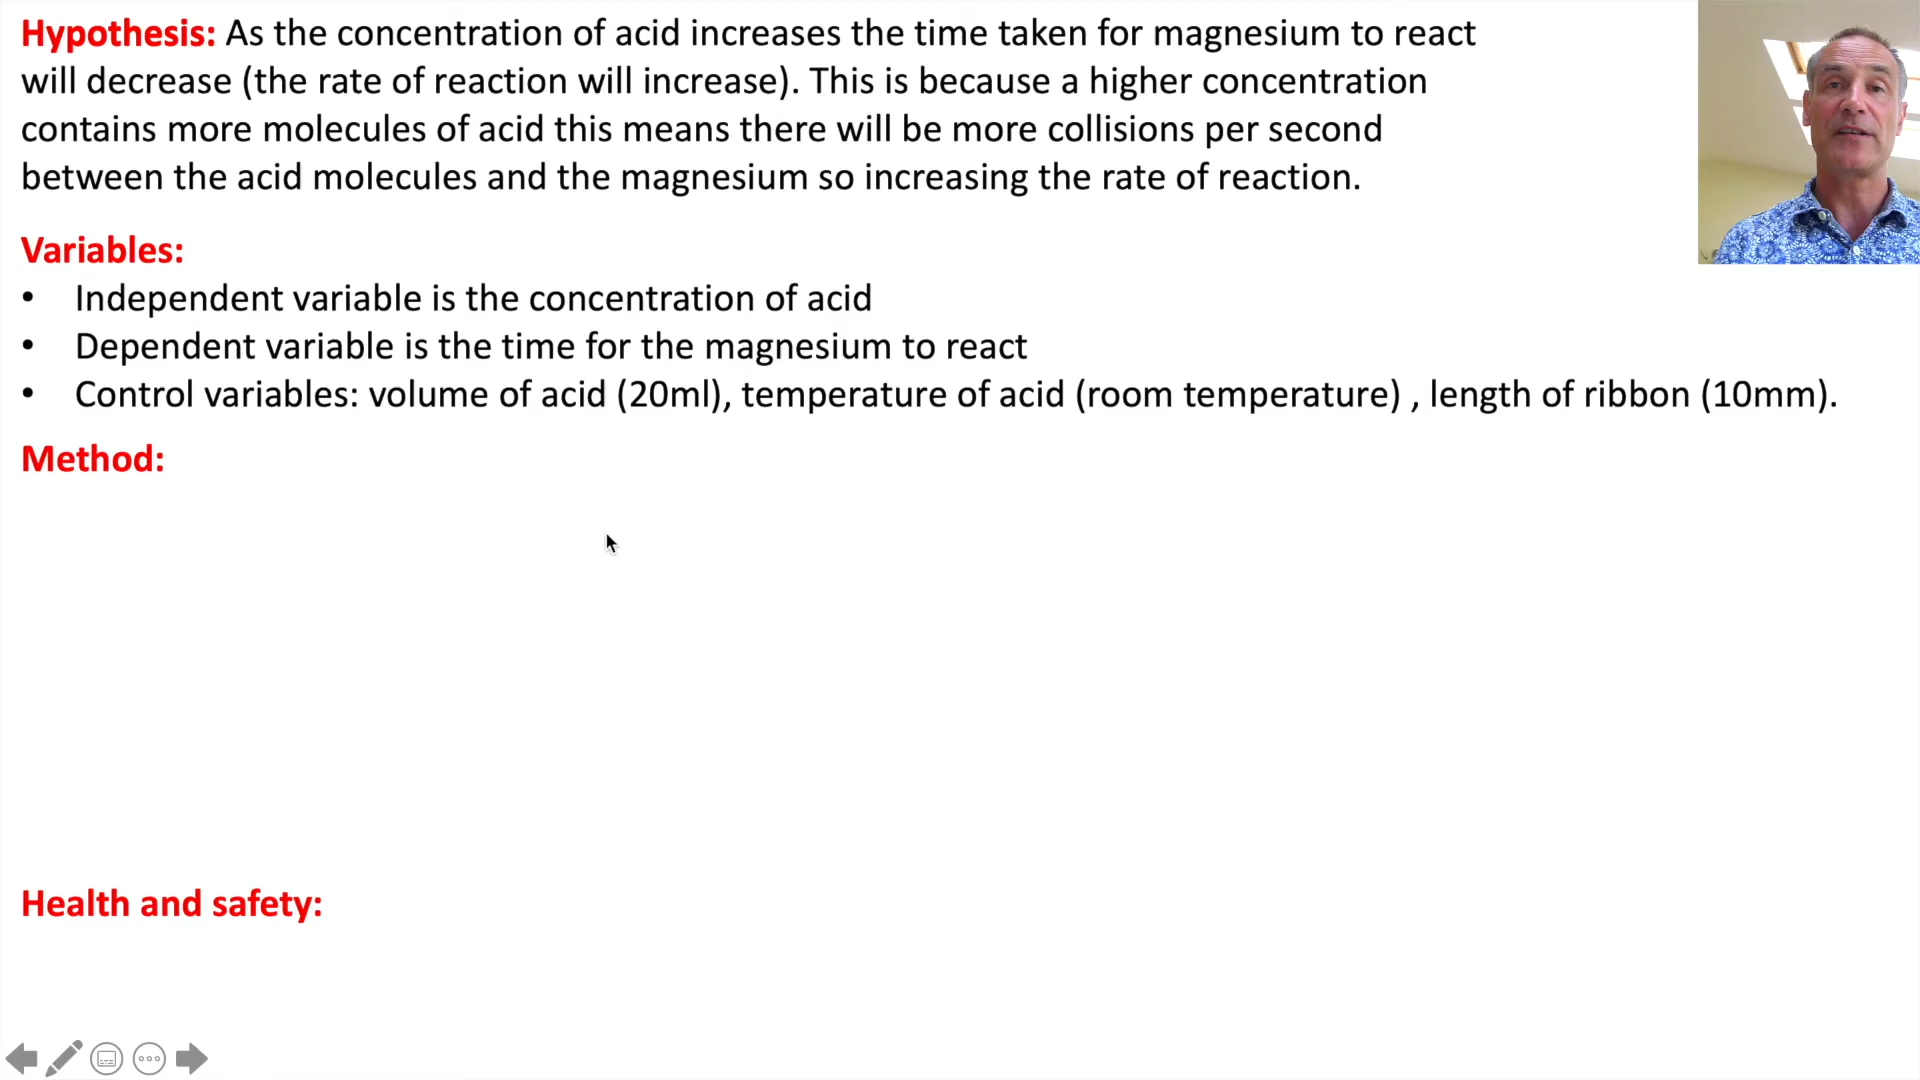 Hypothesis: As the concentration of acid increases the time taken for magnesium to react
will decrease (the rate of reaction will increase). This is because a higher concentration
contains more molecules of acid this means there will be more collisions per second
between the acid molecules and the magnesium so increasing the rate of reaction.
Variables:
• Independent variable is the concentration of acid
• Dependent variable is the time for the magnesium to react
• Control variables: volume of acid (20ml), temperature of acid (room temperature) , length of ribbon (10mm).
Method:
Health and safety: